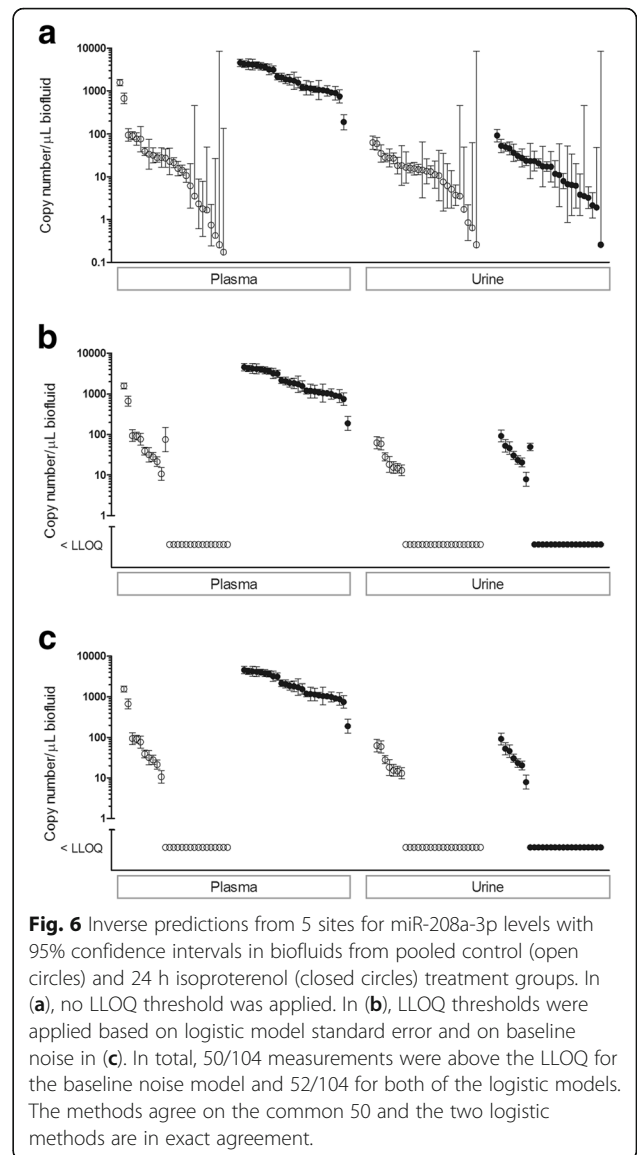 a
10000
1000
100
10
1
0.1
Copy number/μL biofluid
Plasma
Urine
b
10000
1000
100
10
1
Copy number/μL biofluid
< LLOQ
Plasma
Urine
c
10000
1000
100
10
1
Copy number/μL biofluid
< LLOQ
Plasma
Urine
Fig. 6 Inverse predictions from 5 sites for miR-208a-3p levels with
95% confidence intervals in biofluids from pooled control (open
circles) and 24 h isoproterenol (closed circles) treatment groups. In
(a), no LLOQ threshold was applied. In (b), LLOQ thresholds were
applied based on logistic model standard error and on baseline
noise in (c). In total, 50/104 measurements were above the LLOQ for
the baseline noise model and 52/104 for both of the logistic models.
The methods agree on the common 50 and the two logistic
methods are in exact agreement.